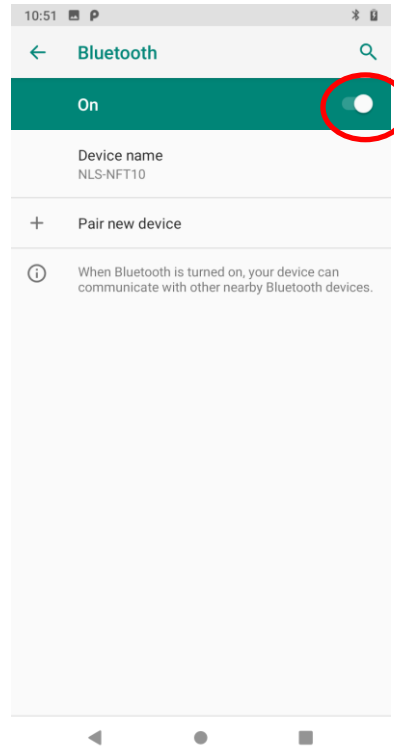 10:51
Bluetooth
On
Device name
NLS-NFT10
Pair new device
When Bluetooth is turned on, your device can
communicate with other nearby Bluetooth devices.